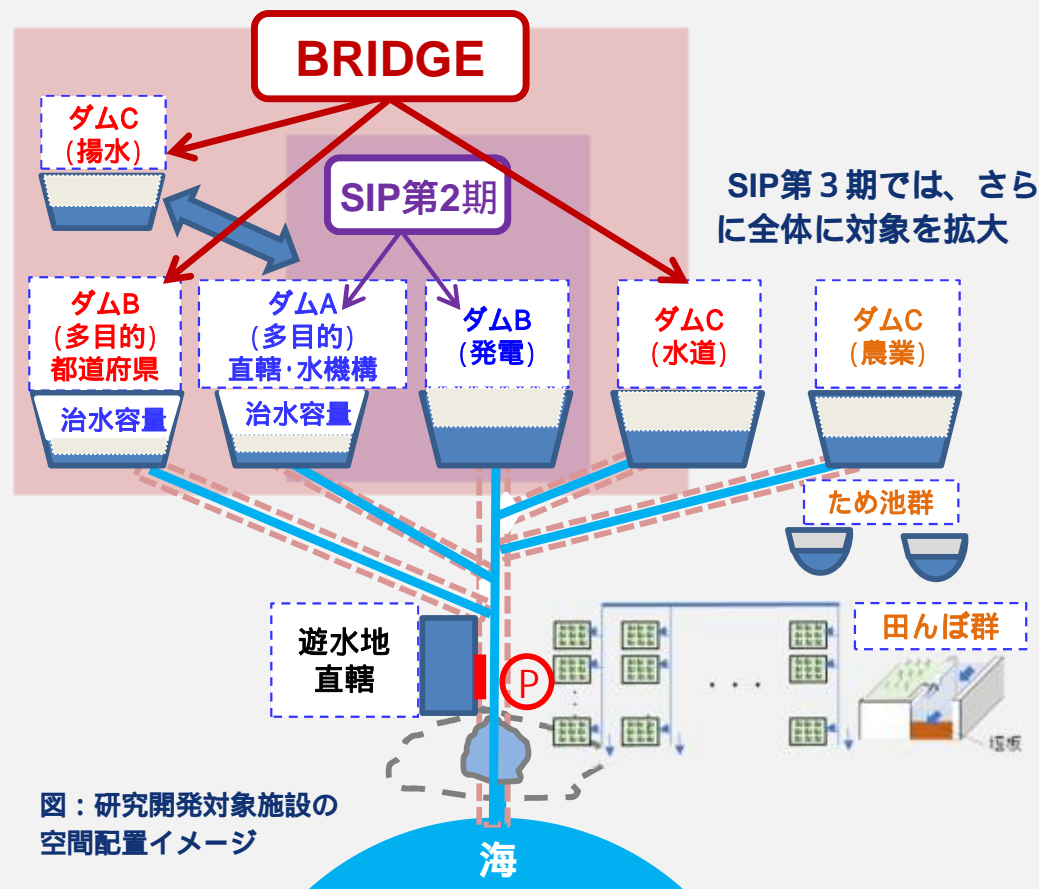 BRIDGE
ダムC
(揚水)
SIP第2期
SIP第３期では、さら
に全体に対象を拡大
ダムB
(多目的)
都道府県
ダムA
(多目的)
直轄･水機構
ダムB
(発電)
ダムC
(水道)
ダムC
(農業)
治水容量
治水容量
ため池群
遊水地
直轄
P
田んぼ群
・・・
堰板
図：研究開発対象施設の
空間配置イメージ
海